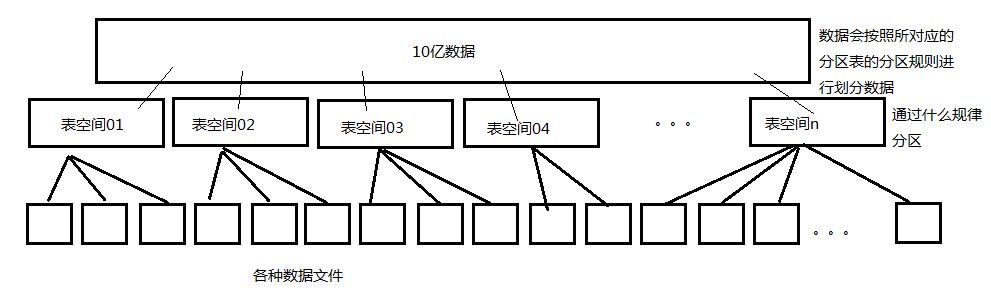 10亿数据
数据会按照所对应的
分区表的分区规则进
行划分数据
表空间01
表空间02
表空间03
表空间04
。。。
表空间n
通过什么规律
分区
。。。
各种数据文件